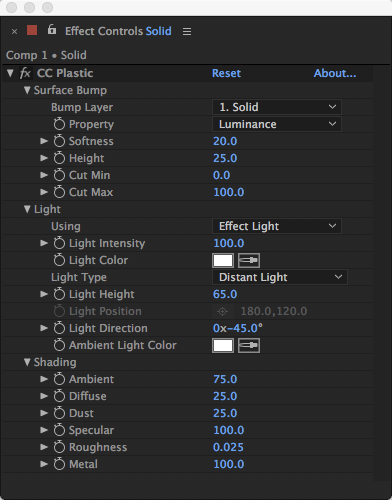 Effect Controls Solid
Comp 1 • Solid
fx CC Plastic Reset About...
Surface Bump
Bump Layer 1. Solid
Property Luminance
Softness 20.0
Height 25.0
Cut Min 0.0
Cut Max 100.0
Light
Using Effect Light
Light Intensity 100.0
Light Color
Light Type Distant Light
Light Height 65.0
Light Position 180.0,120.0
Light Direction 0x-45.0°
Ambient Light Color
Shading
Ambient 75.0
Diffuse 25.0
Dust 25.0
Specular 100.0
Roughness 0.025
Metal 100.0